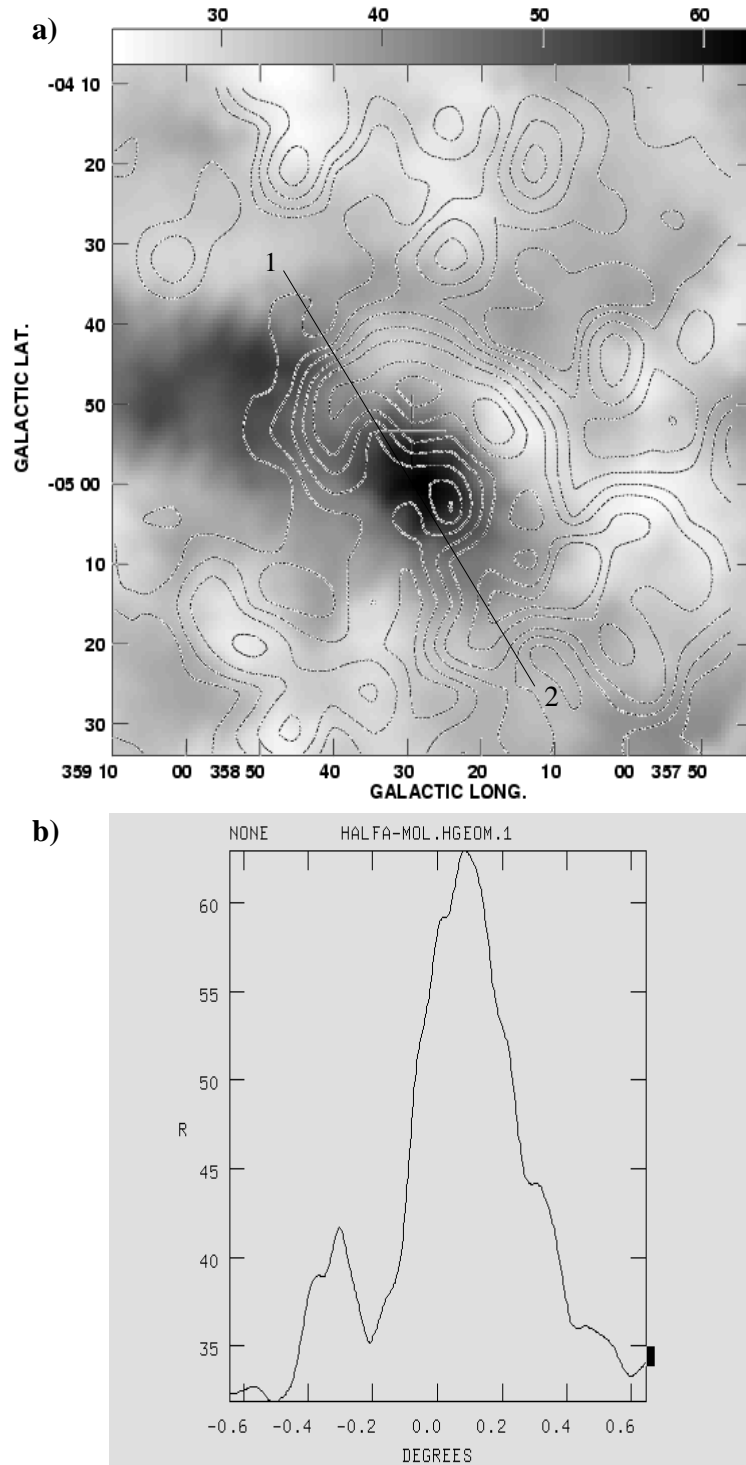 a)
30 40 50 60
-04 10
20
30
40
50
-05 00
10
20
30
GALACTIC LAT.
1
2
359 10 00 358 50 40 30 20 10 00 357 50
GALACTIC LONG.
b)
NONE HALFA-MOL.HGEOM.1
60
55
50
45
40
35
R
-0.6 -0.4 -0.2 0.0 0.2 0.4 0.6
DEGREES